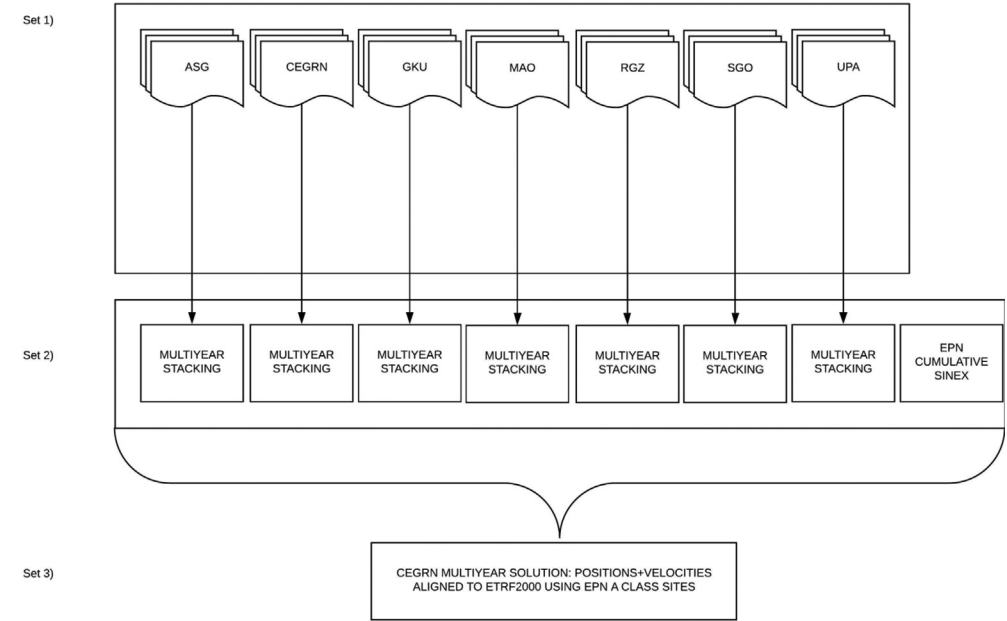 Set 1)
ASG
CEGRN
GKU
MAO
RGZ
SGO
UPA
Set 2)
MULTIYEAR
STACKING
MULTIYEAR
STACKING
MULTIYEAR
STACKING
MULTIYEAR
STACKING
MULTIYEAR
STACKING
MULTIYEAR
STACKING
MULTIYEAR
STACKING
EPN
CUMULATIVE
SINEX
Set 3)
CEGRN MULTIYEAR SOLUTION: POSITIONS+VELOCITIES
ALIGNED TO ETRF2000 USING EPN A CLASS SITES